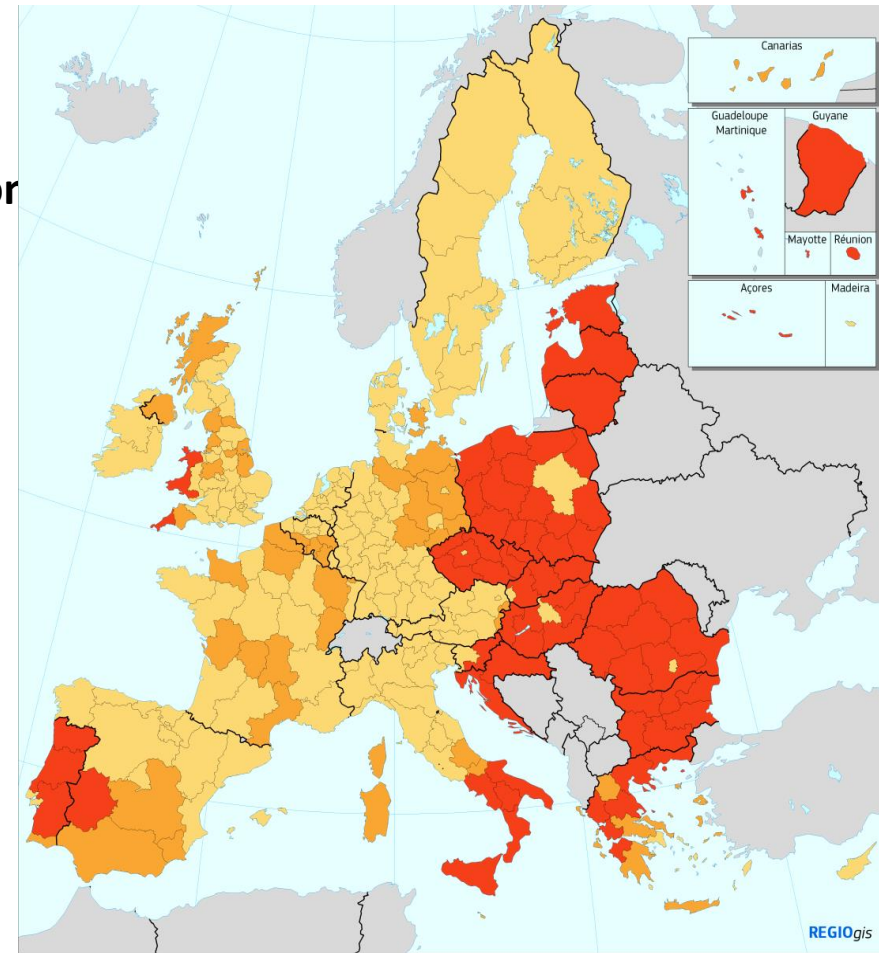 Canarias
Guadeloupe
Martinique
Guyane
Mayotte
Réunion
Açores
Madeira
REGIOgis